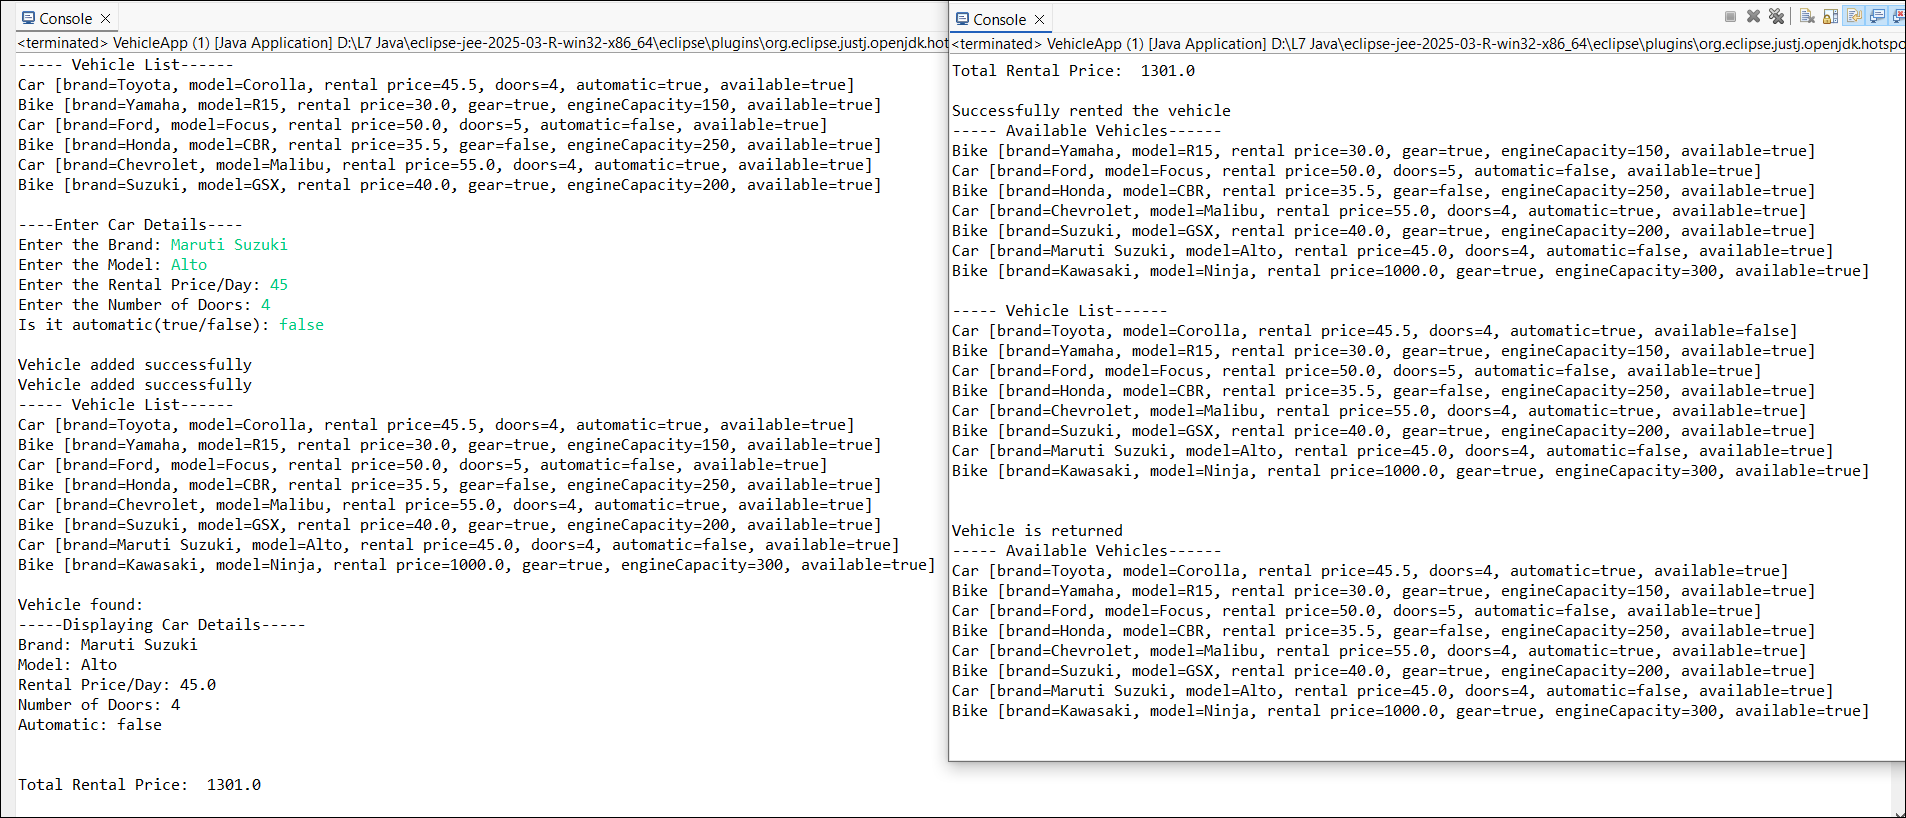 Console
<terminated> VehicleApp (1) [Java Application] D:\L7 Java\eclipse-jee-2025-03-R-win32-x86_64\eclipse\plugins\org.eclipse.justj.openjdk.hot
----- Vehicle List------
Car [brand=Toyota, model=Corolla, rental price=45.5, doors=4, automatic=true, available=true]
Bike [brand=Yamaha, model=R15, rental price=30.0, gear=true, engineCapacity=150, available=true]
Car [brand=Ford, model=Focus, rental price=50.0, doors=5, automatic=false, available=true]
Bike [brand=Honda, model=CBR, rental price=35.5, gear=false, engineCapacity=250, available=true]
Car [brand=Chevrolet, model=Malibu, rental price=55.0, doors=4, automatic=true, available=true]
Bike [brand=Suzuki, model=GSX, rental price=40.0, gear=true, engineCapacity=200, available=true]
----Enter Car Details----
Enter the Brand: Maruti Suzuki
Enter the Model: Alto
Enter the Rental Price/Day: 45
Enter the Number of Doors: 4
Is it automatic(true/false): false
Vehicle added successfully
Vehicle added successfully
----- Vehicle List------
Car [brand=Toyota, model=Corolla, rental price=45.5, doors=4, automatic=true, available=true]
Bike [brand=Yamaha, model=R15, rental price=30.0, gear=true, engineCapacity=150, available=true]
Car [brand=Ford, model=Focus, rental price=50.0, doors=5, automatic=false, available=true]
Bike [brand=Honda, model=CBR, rental price=35.5, gear=false, engineCapacity=250, available=true]
Car [brand=Chevrolet, model=Malibu, rental price=55.0, doors=4, automatic=true, available=true]
Bike [brand=Suzuki, model=GSX, rental price=40.0, gear=true, engineCapacity=200, available=true]
Car [brand=Maruti Suzuki, model=Alto, rental price=45.0, doors=4, automatic=false, available=true]
Bike [brand=Kawasaki, model=Ninja, rental price=1000.0, gear=true, engineCapacity=300, available=true]
Vehicle found:
-----Displaying Car Details-----
Brand: Maruti Suzuki
Model: Alto
Rental Price/Day: 45.0
Number of Doors: 4
Automatic: false
Total Rental Price:  1301.0
Console
<terminated> VehicleApp (1) [Java Application] D:\L7 Java\eclipse-jee-2025-03-R-win32-x86_64\eclipse\plugins\org.eclipse.justj.openjdk.hotspo
Total Rental Price:  1301.0
Successfully rented the vehicle
----- Available Vehicles------
Bike [brand=Yamaha, model=R15, rental price=30.0, gear=true, engineCapacity=150, available=true]
Car [brand=Ford, model=Focus, rental price=50.0, doors=5, automatic=false, available=true]
Bike [brand=Honda, model=CBR, rental price=35.5, gear=false, engineCapacity=250, available=true]
Car [brand=Chevrolet, model=Malibu, rental price=55.0, doors=4, automatic=true, available=true]
Bike [brand=Suzuki, model=GSX, rental price=40.0, gear=true, engineCapacity=200, available=true]
Car [brand=Maruti Suzuki, model=Alto, rental price=45.0, doors=4, automatic=false, available=true]
Bike [brand=Kawasaki, model=Ninja, rental price=1000.0, gear=true, engineCapacity=300, available=true]
----- Vehicle List------
Car [brand=Toyota, model=Corolla, rental price=45.5, doors=4, automatic=true, available=false]
Bike [brand=Yamaha, model=R15, rental price=30.0, gear=true, engineCapacity=150, available=true]
Car [brand=Ford, model=Focus, rental price=50.0, doors=5, automatic=false, available=true]
Bike [brand=Honda, model=CBR, rental price=35.5, gear=false, engineCapacity=250, available=true]
Car [brand=Chevrolet, model=Malibu, rental price=55.0, doors=4, automatic=true, available=true]
Bike [brand=Suzuki, model=GSX, rental price=40.0, gear=true, engineCapacity=200, available=true]
Car [brand=Maruti Suzuki, model=Alto, rental price=45.0, doors=4, automatic=false, available=true]
Bike [brand=Kawasaki, model=Ninja, rental price=1000.0, gear=true, engineCapacity=300, available=true]
Vehicle is returned
----- Available Vehicles------
Car [brand=Toyota, model=Corolla, rental price=45.5, doors=4, automatic=true, available=true]
Bike [brand=Yamaha, model=R15, rental price=30.0, gear=true, engineCapacity=150, available=true]
Car [brand=Ford, model=Focus, rental price=50.0, doors=5, automatic=false, available=true]
Bike [brand=Honda, model=CBR, rental price=35.5, gear=false, engineCapacity=250, available=true]
Car [brand=Chevrolet, model=Malibu, rental price=55.0, doors=4, automatic=true, available=true]
Bike [brand=Suzuki, model=GSX, rental price=40.0, gear=true, engineCapacity=200, available=true]
Car [brand=Maruti Suzuki, model=Alto, rental price=45.0, doors=4, automatic=false, available=true]
Bike [brand=Kawasaki, model=Ninja, rental price=1000.0, gear=true, engineCapacity=300, available=true]